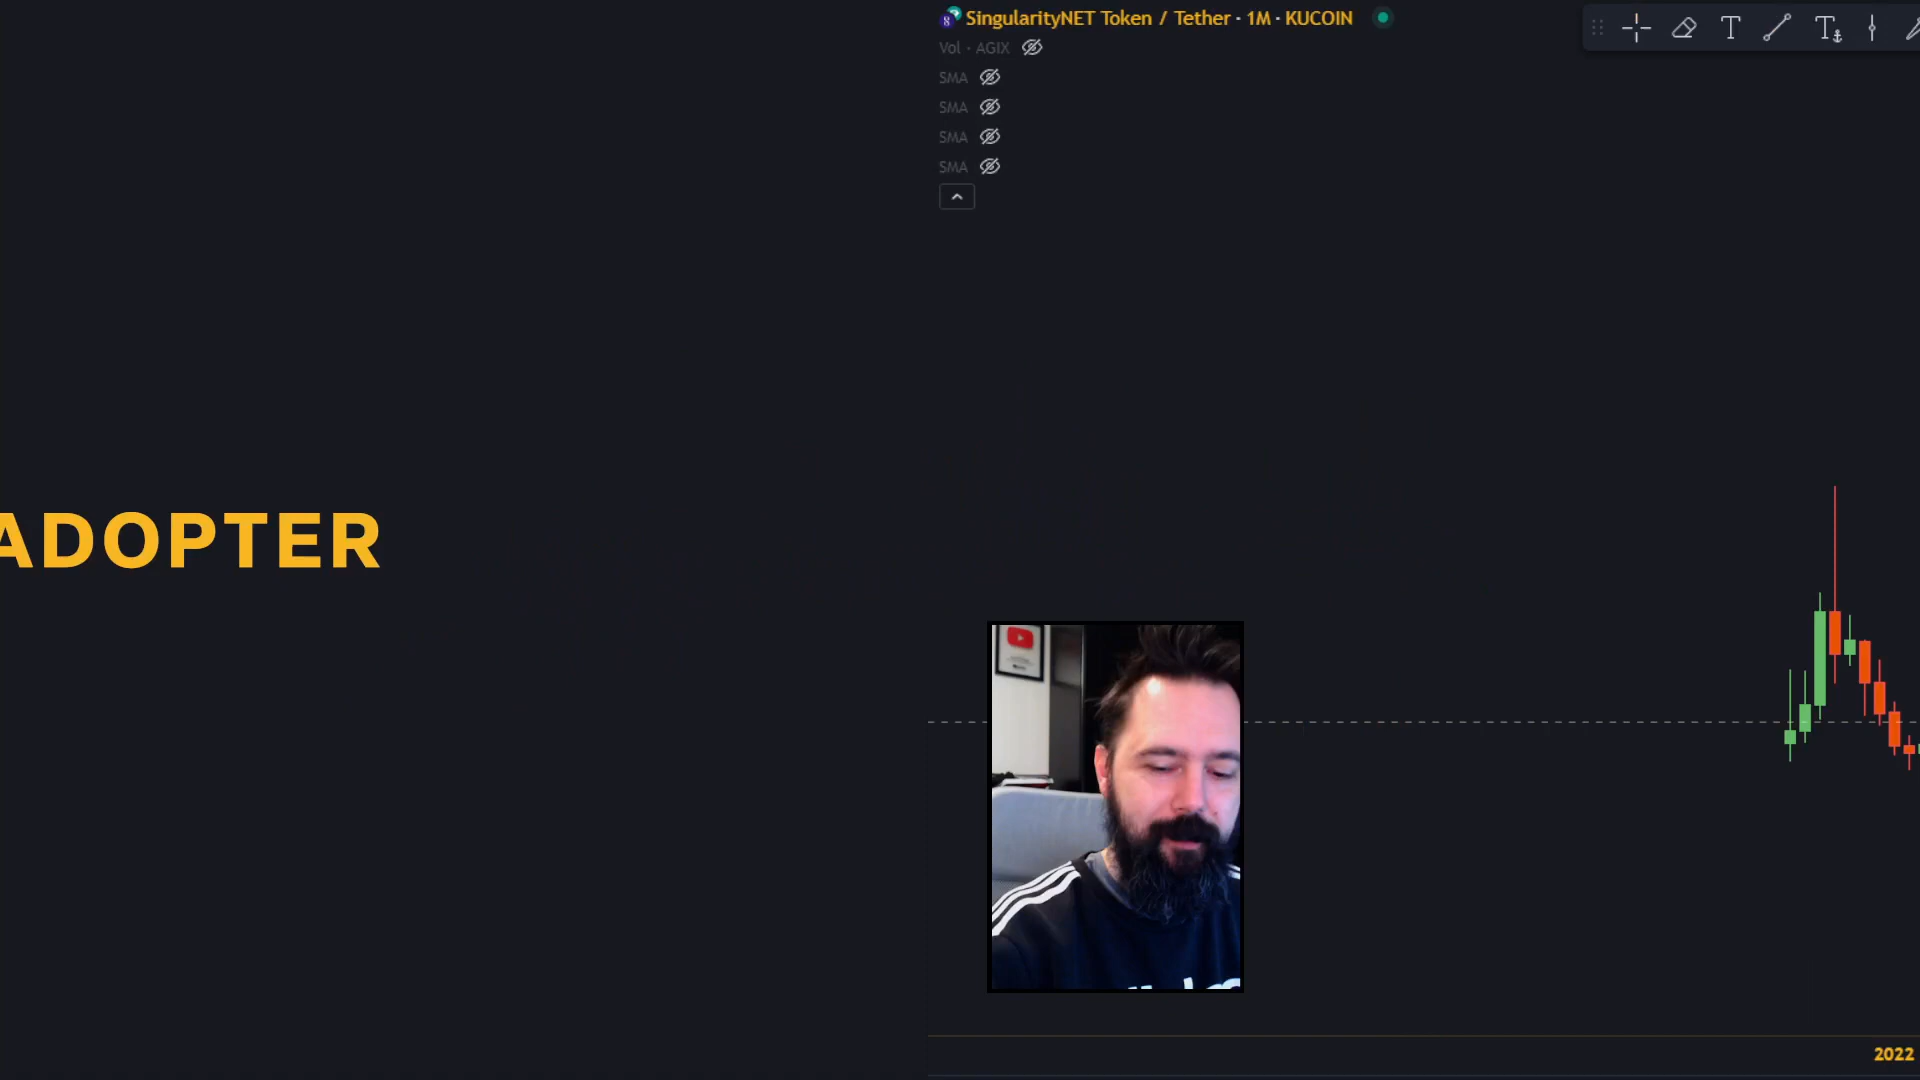 SingularityNET Token / Tether · 1M · KUCOIN
Vol · AGIX
SMA
SMA
SMA
SMA
ADOPTER
2022